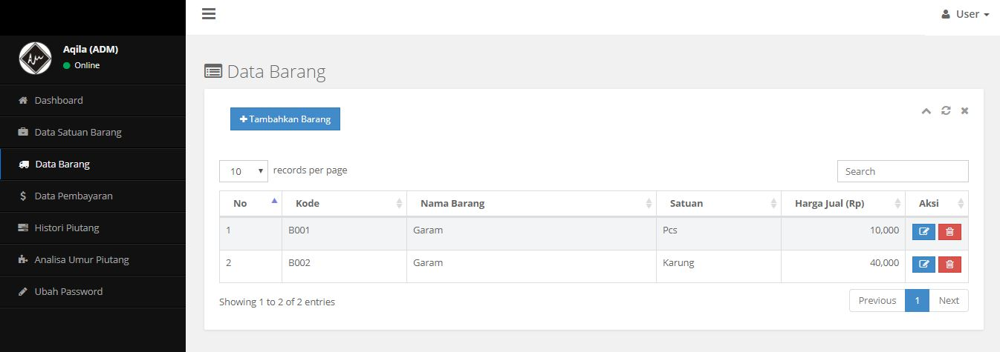 User
Aqila (ADM)
Online
Dashboard
Data Satuan Barang
Data Barang
Data Pembayaran
Histori Piutang
Analisa Umur Piutang
Ubah Password
Data Barang
Tambahkan Barang
10 records per page
Search
No Kode Nama Barang Satuan Harga Jual (Rp) Aksi
1 B001 Garam Pcs 10,000
2 B002 Garam Karung 40,000
Showing 1 to 2 of 2 entries
Previous 1 Next